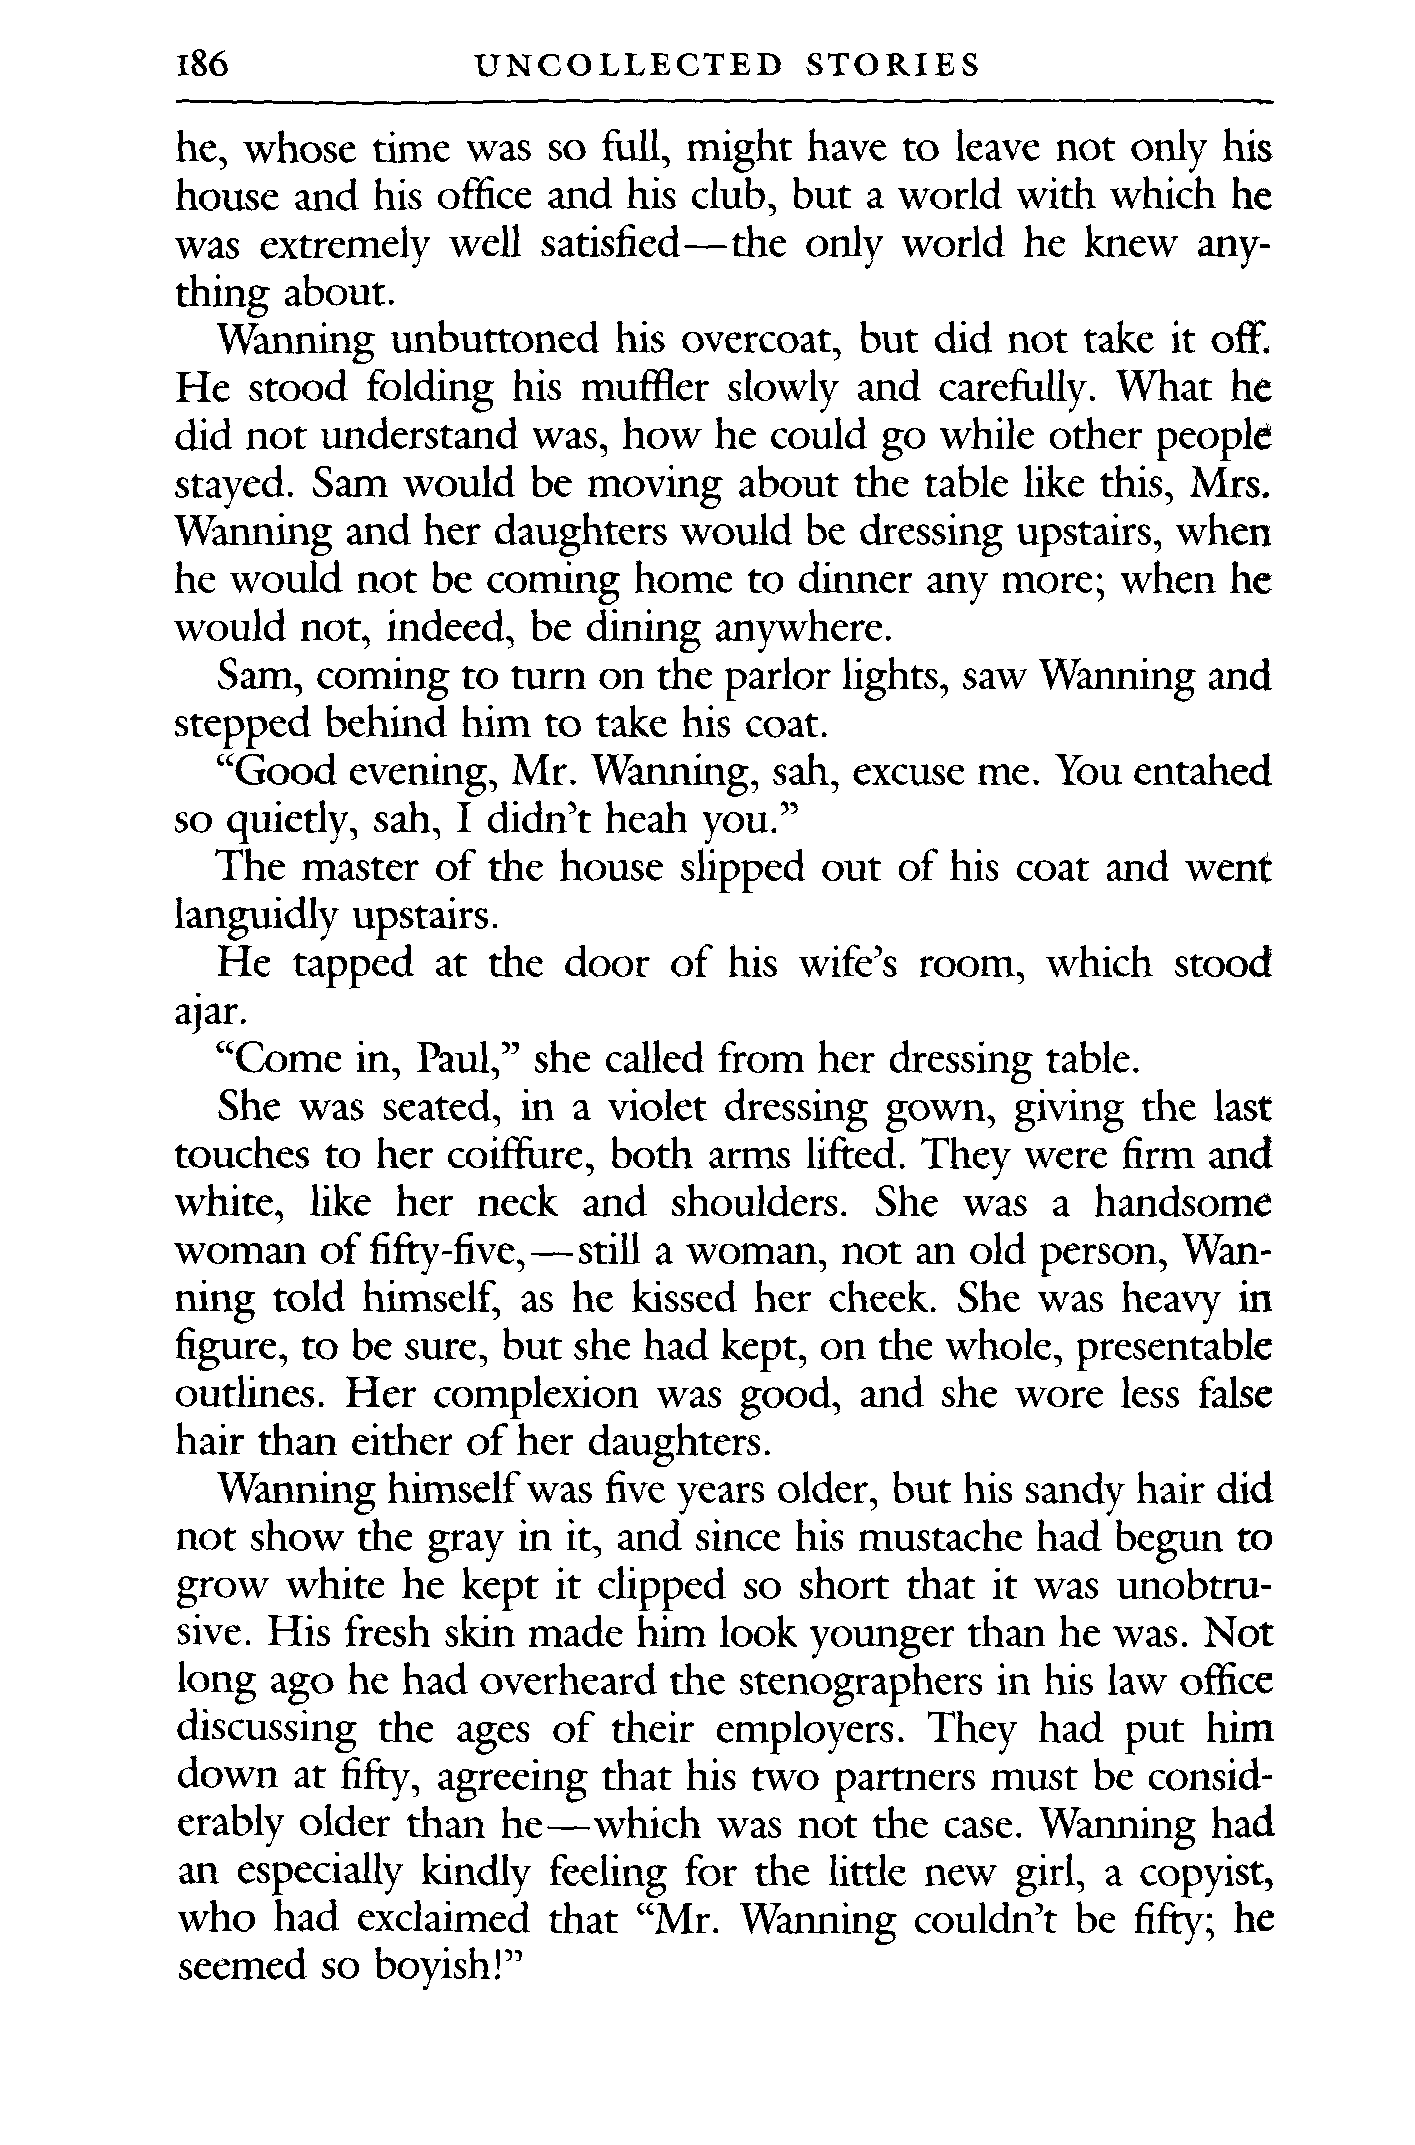 186 UNCOLLECTED STORIES
he, whose time was so full, might have to leave not only his
house and his office and his club, but a world with which he
was extremely well satisfied—the only world he knew any-
thing about.
Wanning unbuttoned his overcoat, but did not take it off.
He stood folding his muffler slowly and carefully. What he
did not understand was, how he could go while other people
stayed. Sam would be moving about the table like this, Mrs.
Wanning and her daughters would be dressing upstairs, when
he would not be coming home to dinner any more; when he
would not, indeed, be dining anywhere.
Sam, coming to turn on the parlor lights, saw Wanning and
stepped behind him to take his coat.
“Good evening, Mr. Wanning, sah, excuse me. You entahed
so quietly, sah, I didn’t heah you.”
The master of the house slipped out of his coat and went
languidly upstairs.
He tapped at the door of his wife’s room, which stood
ajar.
“Come in, Paul,” she called from her dressing table.
She was seated, in a violet dressing gown, giving the last
touches to her coiffure, both arms lifted. They were firm and
white, like her neck and shoulders. She was a handsome
woman of fifty-five,—still a woman, not an old person, Wan-
ning told himself, as he kissed her cheek. She was heavy in
figure, to be sure, but she had kept, on the whole, presentable
outlines. Her complexion was good, and she wore less false
hair than either of her daughters.
Wanning himself was five years older, but his sandy hair did
not show the gray in it, and since his mustache had begun to
grow white he kept it clipped so short that it was unobtru-
sive. His fresh skin made him look younger than he was. Not
long ago he had overheard the stenographers in his law office
discussing the ages of their employers. They had put him
down at fifty, agreeing that his two partners must be consid-
erably older than he—which was not the case. Wanning had
an especially kindly feeling for the little new girl, a copyist,
who had exclaimed that “Mr. Wanning couldn’t be fifty; he
seemed so boyish!”